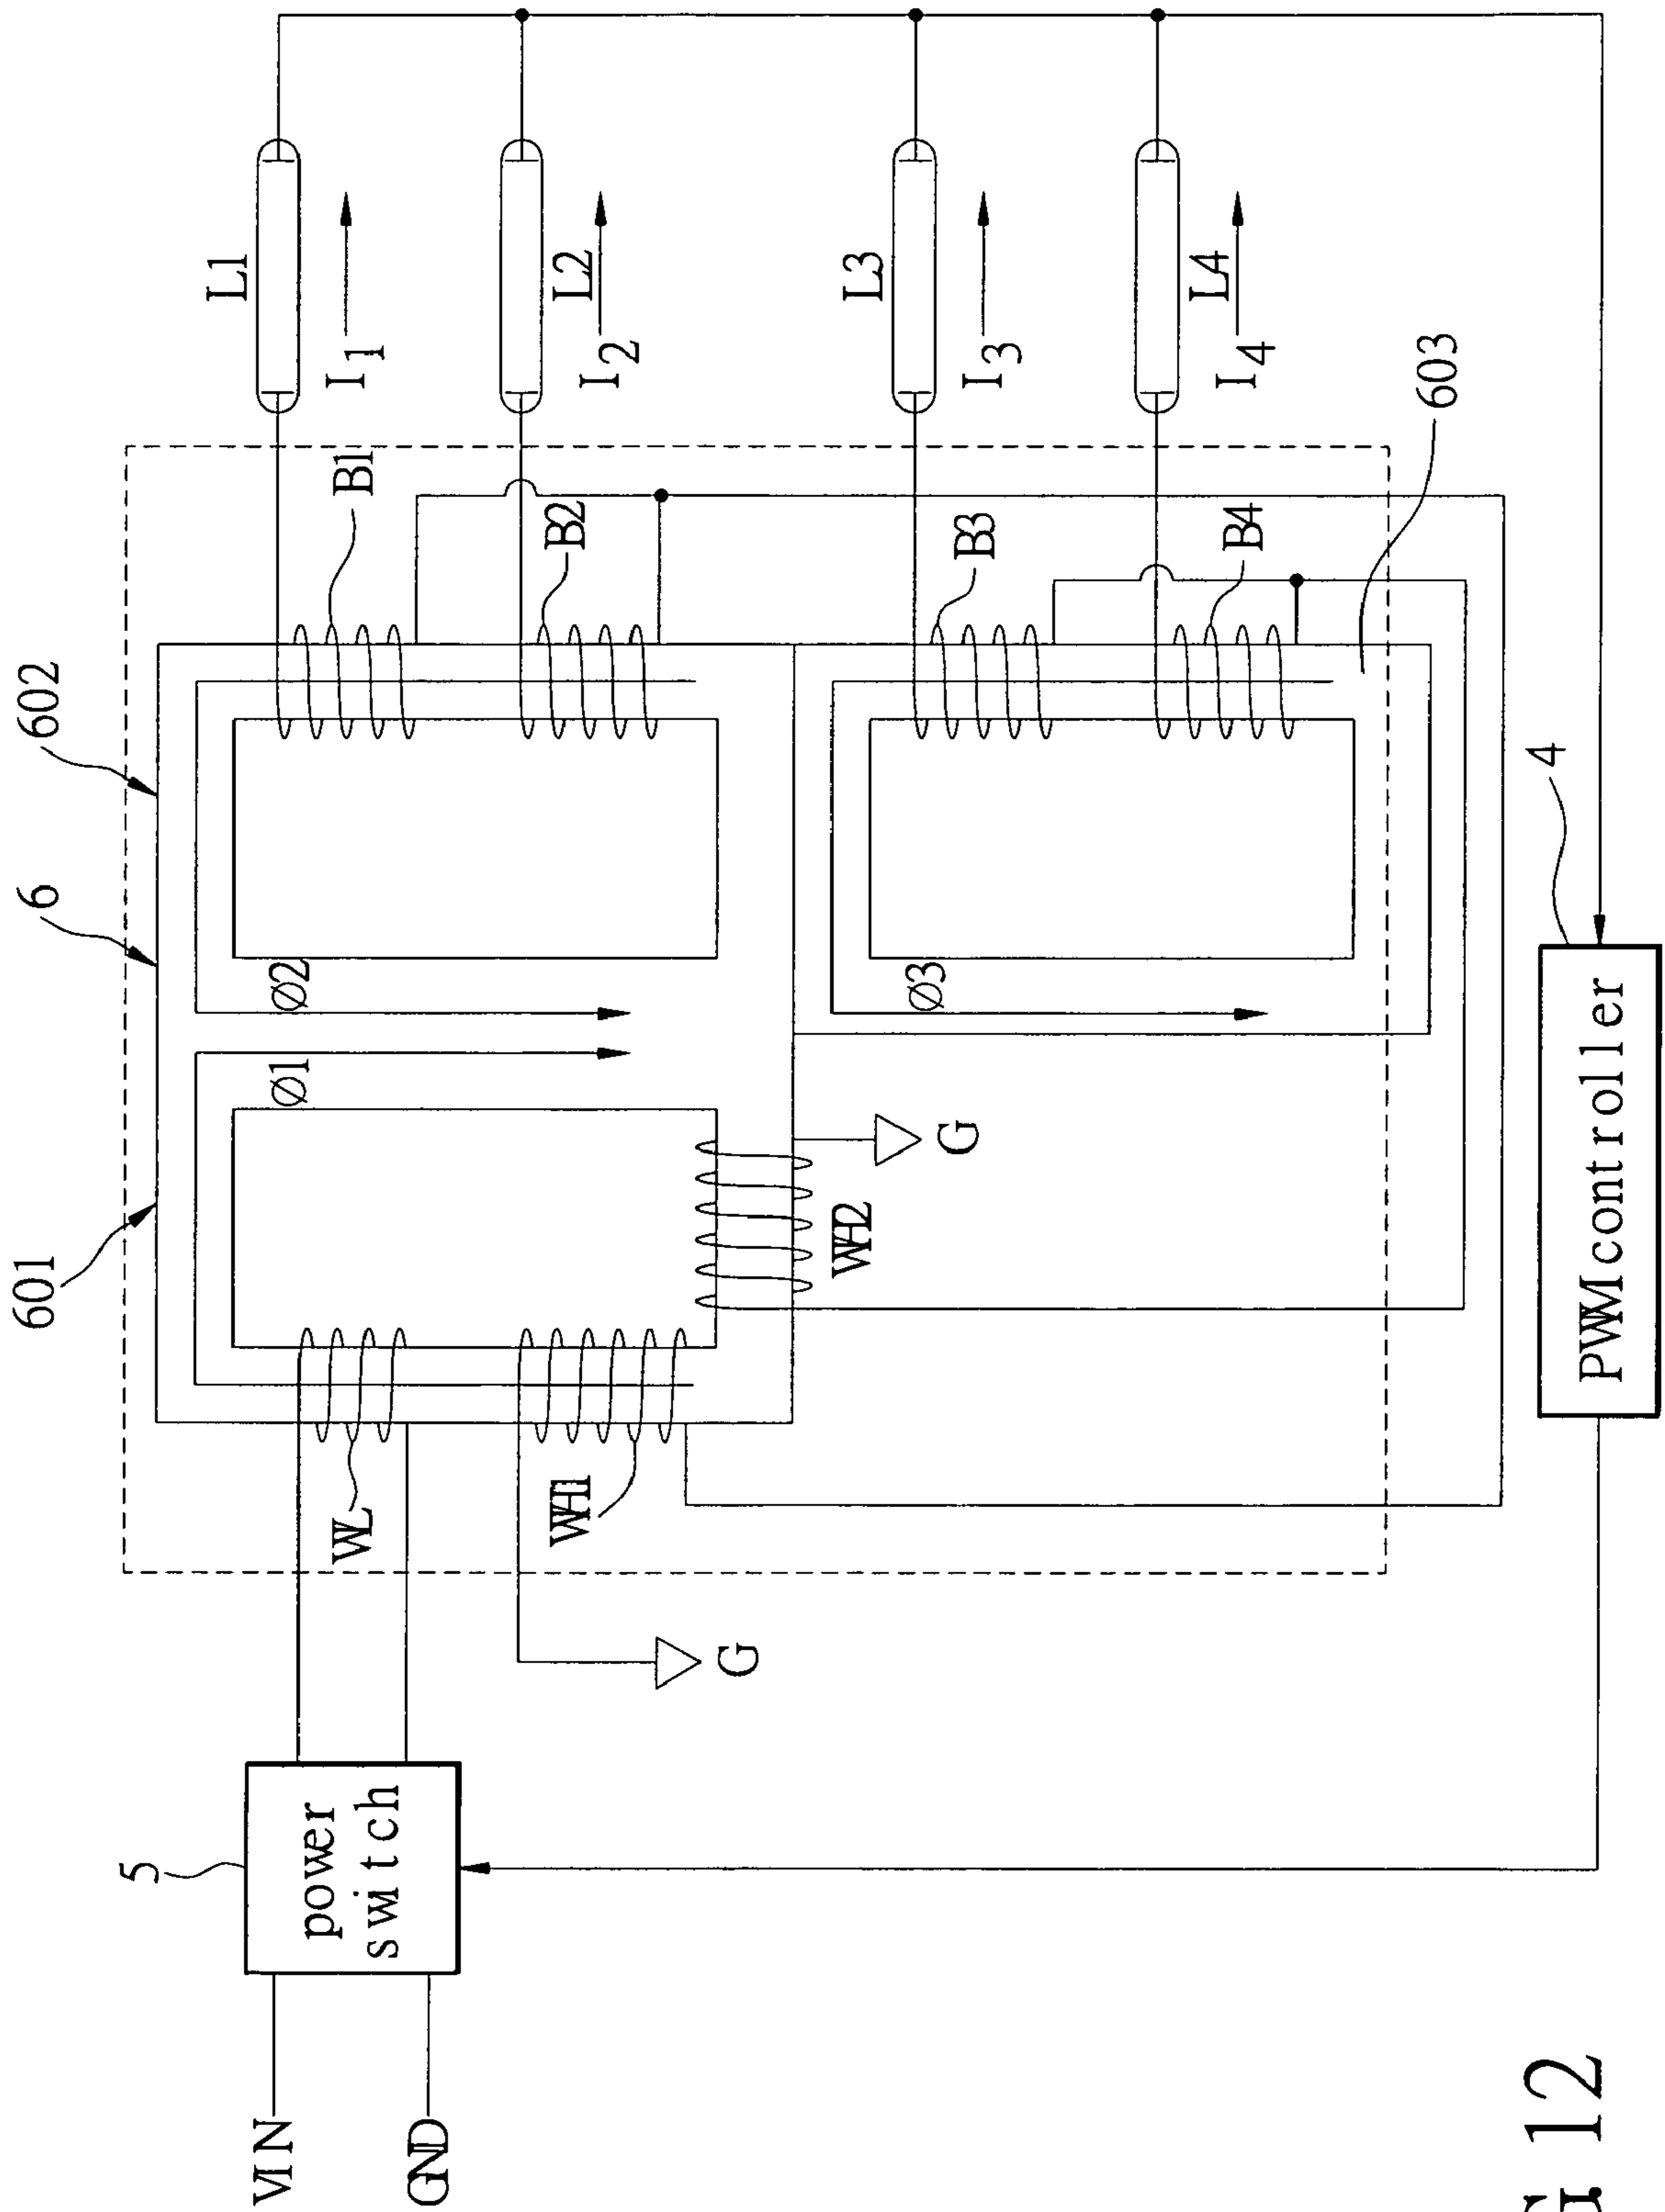 VIN
GND
5
power
switch
G
WL
WH1
601
6
602
Ø1
Ø2
WH2
G
Ø3
B1
B2
B3
B4
603
L1
I1
L2
I2
L3
I3
L4
I4
4
PWM controller
G. 12